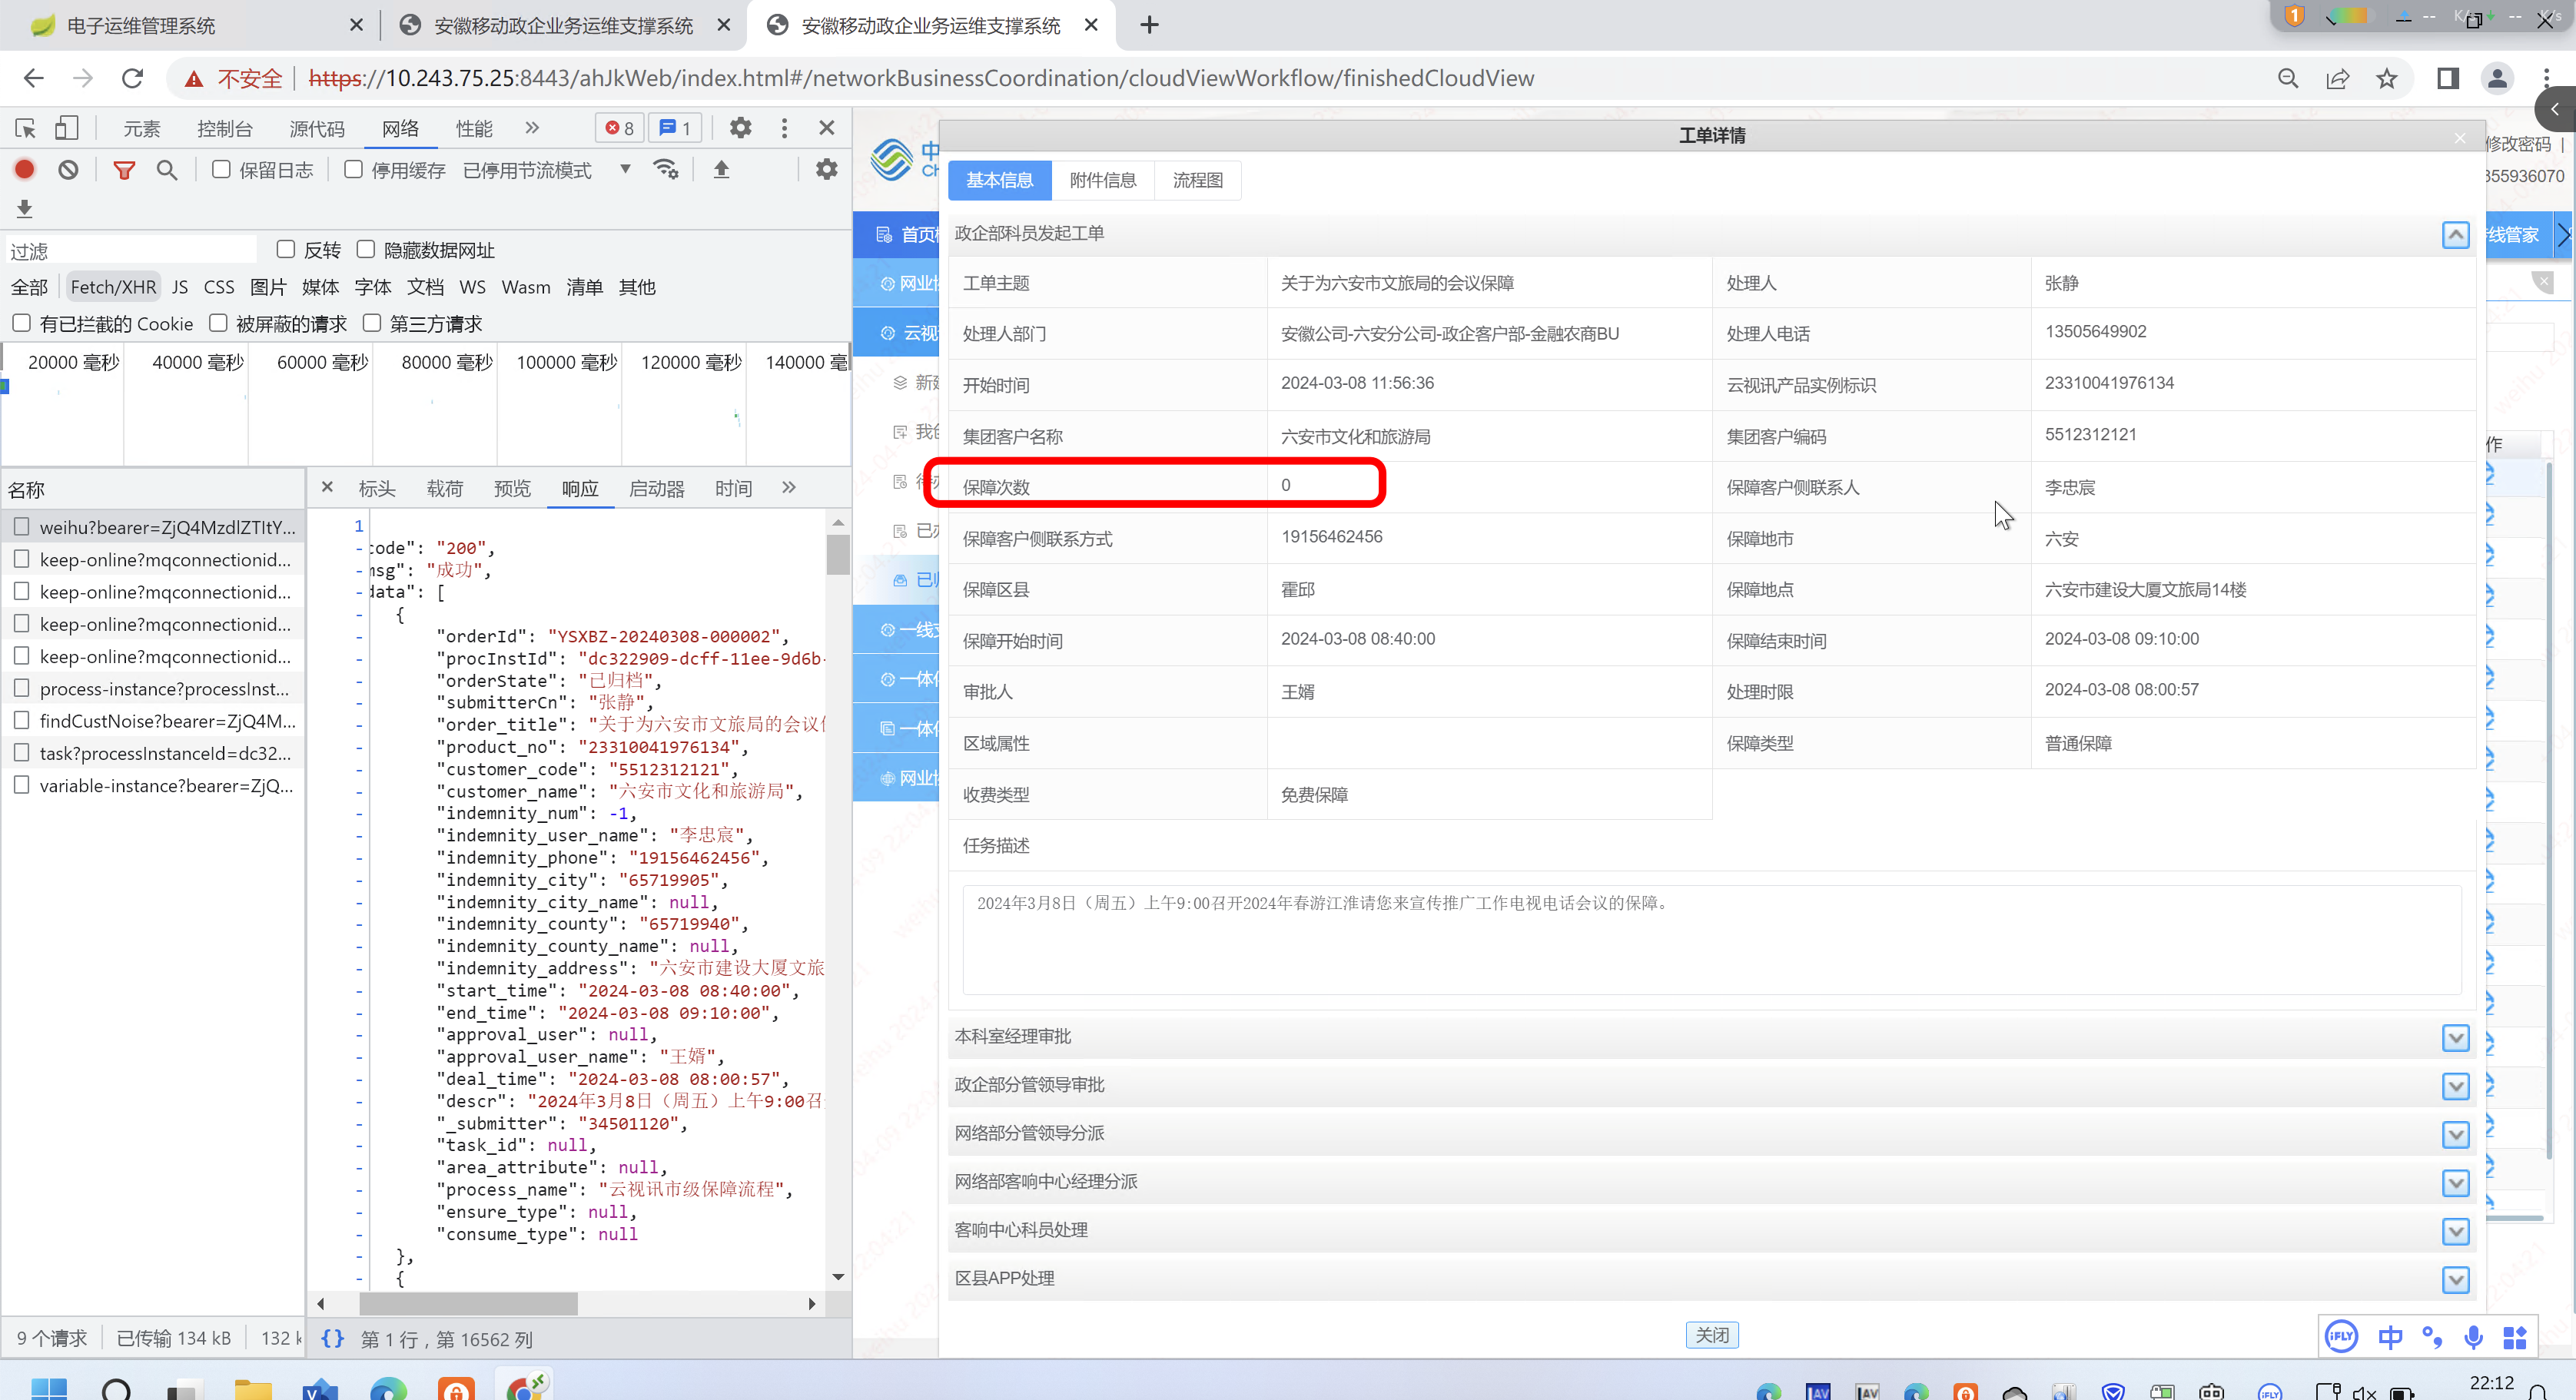 电子运维管理系统
安徽移动政企业务运维支撑系统
安徽移动政企业务运维支撑系统
不安全
https://10.243.75.25:8443/ahJkWeb/index.html#/networkBusinessCoordination/cloudViewWorkflow/finishedCloudView
元素 控制台 源代码 网络 性能 8 1
保留日志 停用缓存 已停用节流模式
过滤 反转 隐藏数据网址
全部 Fetch/XHR JS CSS 图片 媒体 字体 文档 WS Wasm 清单 其他
有已拦截的 Cookie 被屏蔽的请求 第三方请求
20000 毫秒 40000 毫秒 60000 毫秒 80000 毫秒 100000 毫秒 120000 毫秒 140000 毫
名称
weihu?bearer=ZjQ4MzdlZTItY...
keep-online?mqconnectionid...
keep-online?mqconnectionid...
keep-online?mqconnectionid...
keep-online?mqconnectionid...
process-instance?processInst...
findCustNoise?bearer=ZjQ4M...
task?processInstanceId=dc32...
variable-instance?bearer=ZjQ...
标头 载荷 预览 响应 启动器 时间
1
code": "200",
msg": "成功",
data": [
{
"orderId": "YSXBZ-20240308-000002",
"procInstId": "dc322909-dcff-11ee-9d6b-
"orderState": "已归档",
"submitterCn": "张静",
"order_title": "关于为六安市文旅局的会议
"product_no": "23310041976134",
"customer_code": "5512312121",
"customer_name": "六安市文化和旅游局",
"indemnity_num": -1,
"indemnity_user_name": "李忠宸",
"indemnity_phone": "19156462456",
"indemnity_city": "65719905",
"indemnity_city_name": null,
"indemnity_county": "65719940",
"indemnity_county_name": null,
"indemnity_address": "六安市建设大厦文旅
"start_time": "2024-03-08 08:40:00",
"end_time": "2024-03-08 09:10:00",
"approval_user": null,
"approval_user_name": "王婿",
"deal_time": "2024-03-08 08:00:57",
"descr": "2024年3月8日（周五）上午9:00召
"_submitter": "34501120",
"task_id": null,
"area_attribute": null,
"process_name": "云视讯市级保障流程",
"ensure_type": null,
"consume_type": null
},
{
9 个请求 已传输 134 kB 132 k
{} 第 1 行，第 16562 列
首页
网业
云视
新建
我
待办
已
已
一线
一体
一体
网业
修改密码 |
355936070
线管家
作
工单详情
基本信息 附件信息 流程图
政企部科员发起工单
工单主题 关于为六安市文旅局的会议保障 处理人 张静
处理人部门 安徽公司-六安分公司-政企客户部-金融农商BU 处理人电话 13505649902
开始时间 2024-03-08 11:56:36 云视讯产品实例标识 23310041976134
集团客户名称 六安市文化和旅游局 集团客户编码 5512312121
保障次数 0 保障客户侧联系人 李忠宸
保障客户侧联系方式 19156462456 保障地市 六安
保障区县 霍邱 保障地点 六安市建设大厦文旅局14楼
保障开始时间 2024-03-08 08:40:00 保障结束时间 2024-03-08 09:10:00
审批人 王婿 处理时限 2024-03-08 08:00:57
区域属性 保障类型 普通保障
收费类型 免费保障
任务描述
2024年3月8日（周五）上午9:00召开2024年春游江淮请您来宣传推广工作电视电话会议的保障。
本科室经理审批
政企部分管领导审批
网络部分管领导分派
网络部客响中心经理分派
客响中心科员处理
区县APP处理
关闭
iFLY 中
22:12